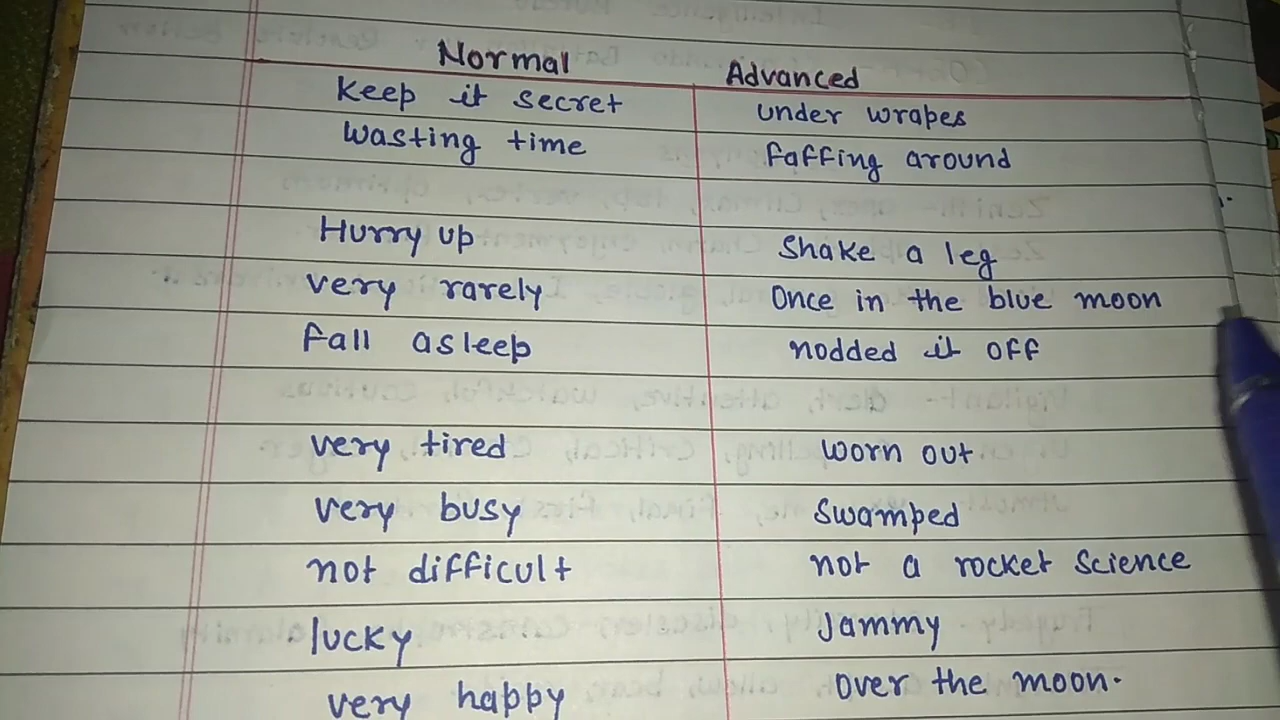 Normal Advanced
Keep it secret under wrapes
wasting time faffing around
Hurry up Shake a leg
very rarely Once in the blue moon
fall asleep nodded it off
very tired worn out
very busy Swamped
not difficult not a rocket Science
lucky Jammy
very happy over the moon.